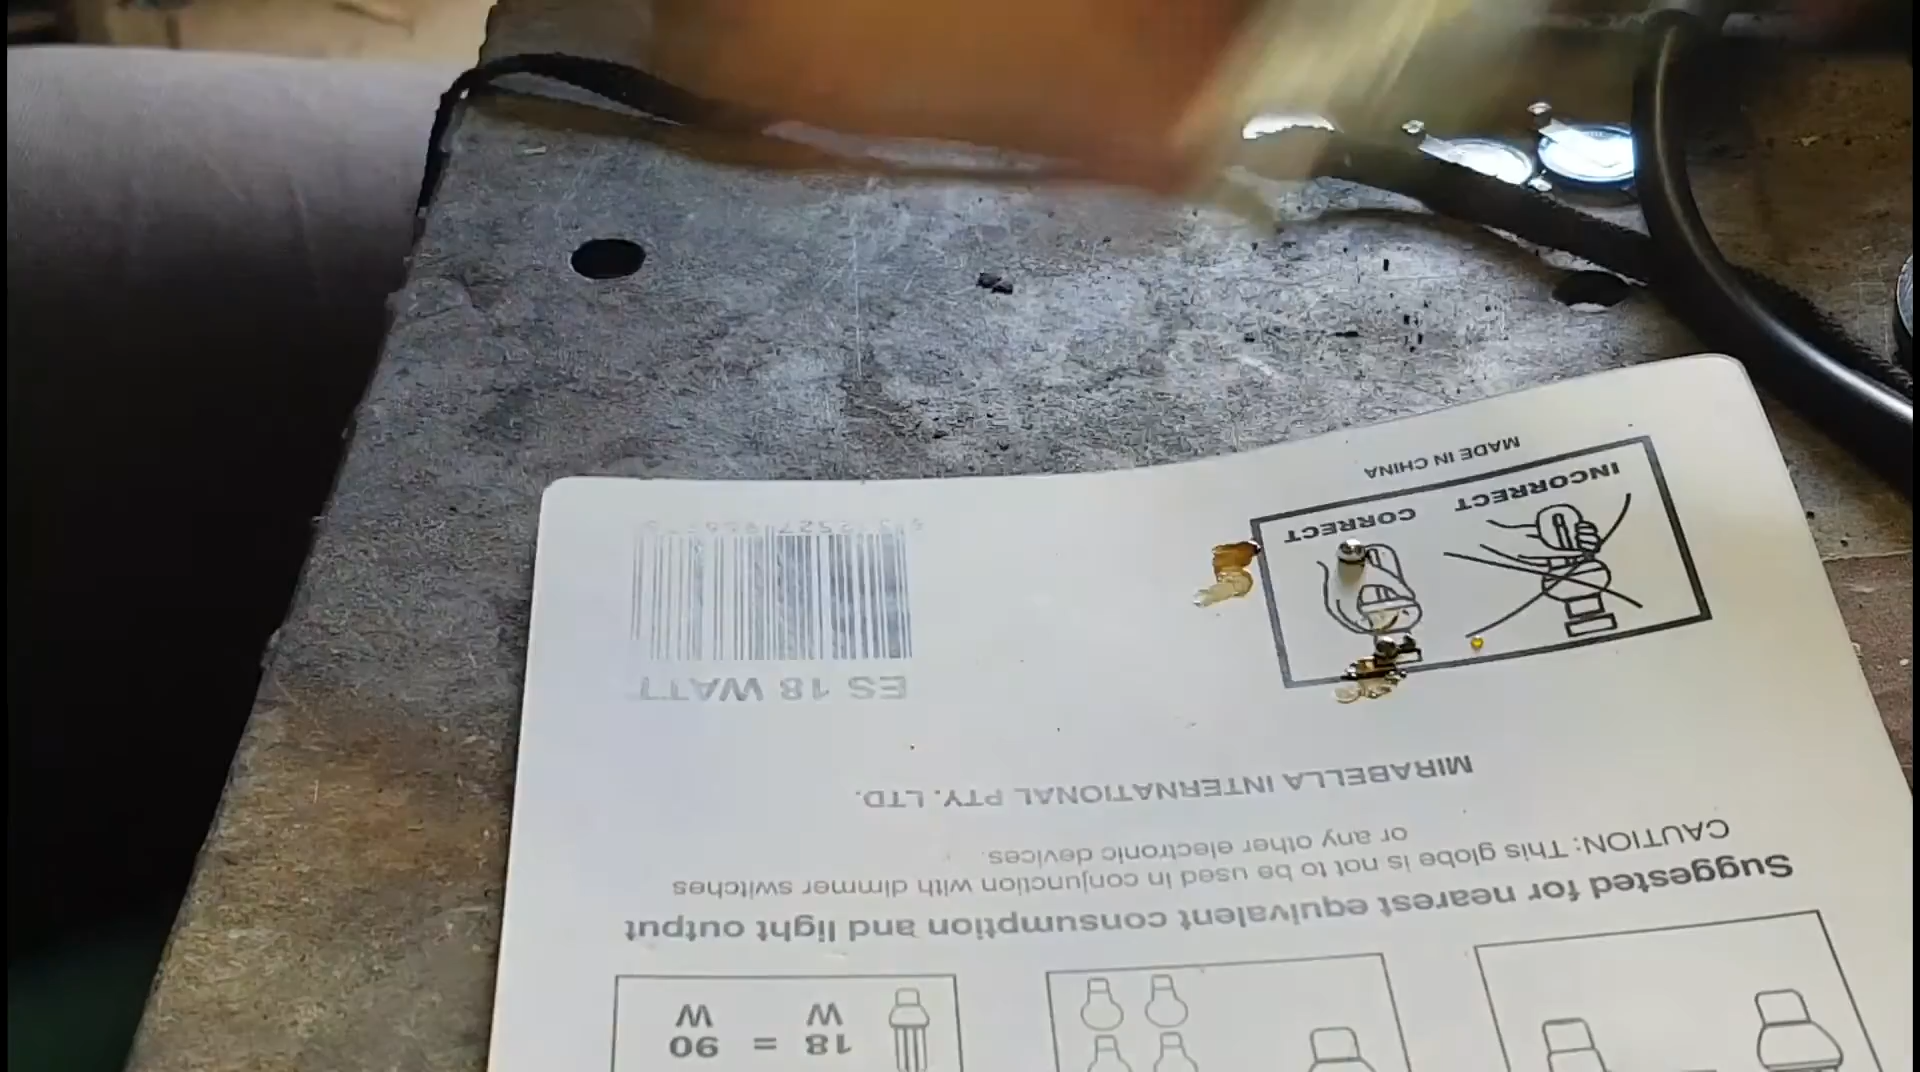 18 W = 90 W
Suggested for nearest equivalent consumption and light output
CAUTION: This globe is not to be used in conjunction with dimmer switches
or any other electronic devices.
MIRABELLA INTERNATIONAL PTY. LTD.
ES 18 WATT
INCORRECT
CORRECT
MADE IN CHINA